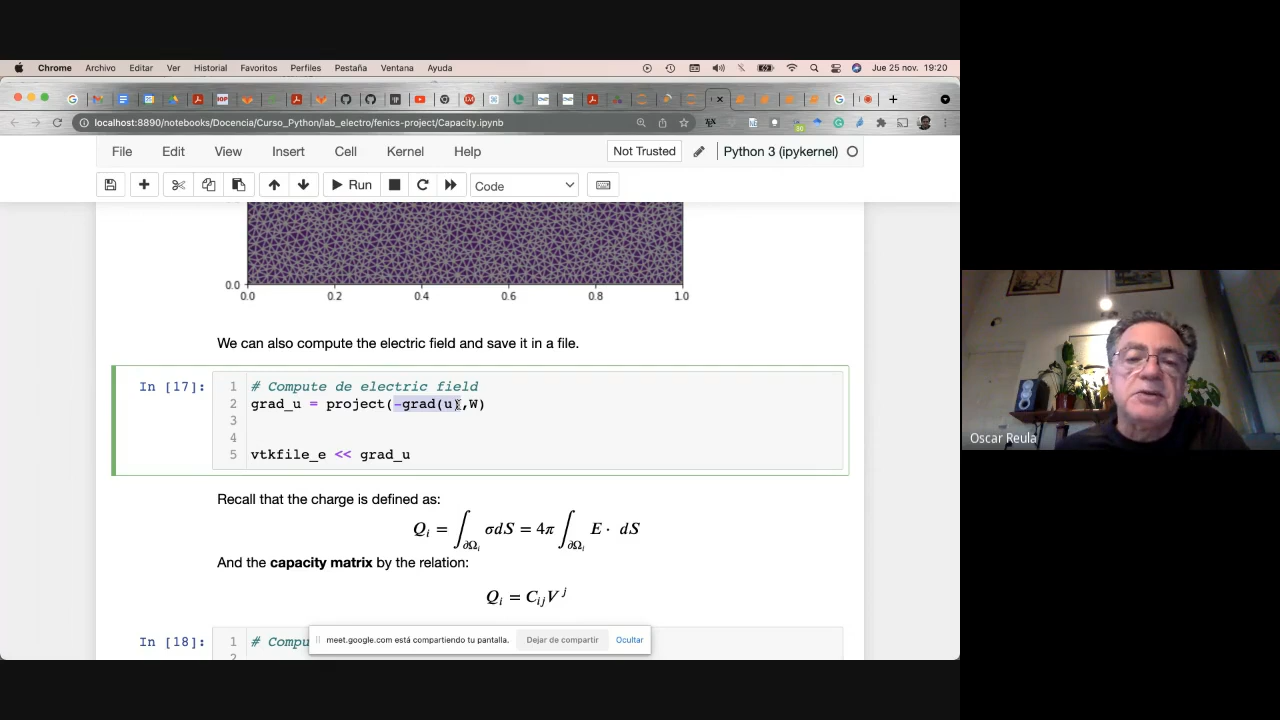 Chrome Archivo Editar Ver Historial Favoritos Perfiles Pestaña Ventana Ayuda Jue 25 nov. 19:20
localhost:8890/notebooks/Docencia/Curso_Python/lab_electro/fenics-project/Capacity.ipynb
File Edit View Insert Cell Kernel Help Not Trusted Python 3 (ipykernel)
Run Code
0.0
0.0 0.2 0.4 0.6 0.8 1.0
We can also compute the electric field and save it in a file.
In [17]: 1 # Compute de electric field
2 grad_u = project(-grad(u),W)
3
4
5 vtkfile_e << grad_u
Recall that the charge is defined as:
Q_i = ∫_{∂Ω_i} σdS = 4π ∫_{∂Ω_i} E · dS
And the capacity matrix by the relation:
Q_i = C_{ij}V^j
In [18]: 1 # Compu
2
meet.google.com está compartiendo tu pantalla. Dejar de compartir Ocultar
Oscar Reula